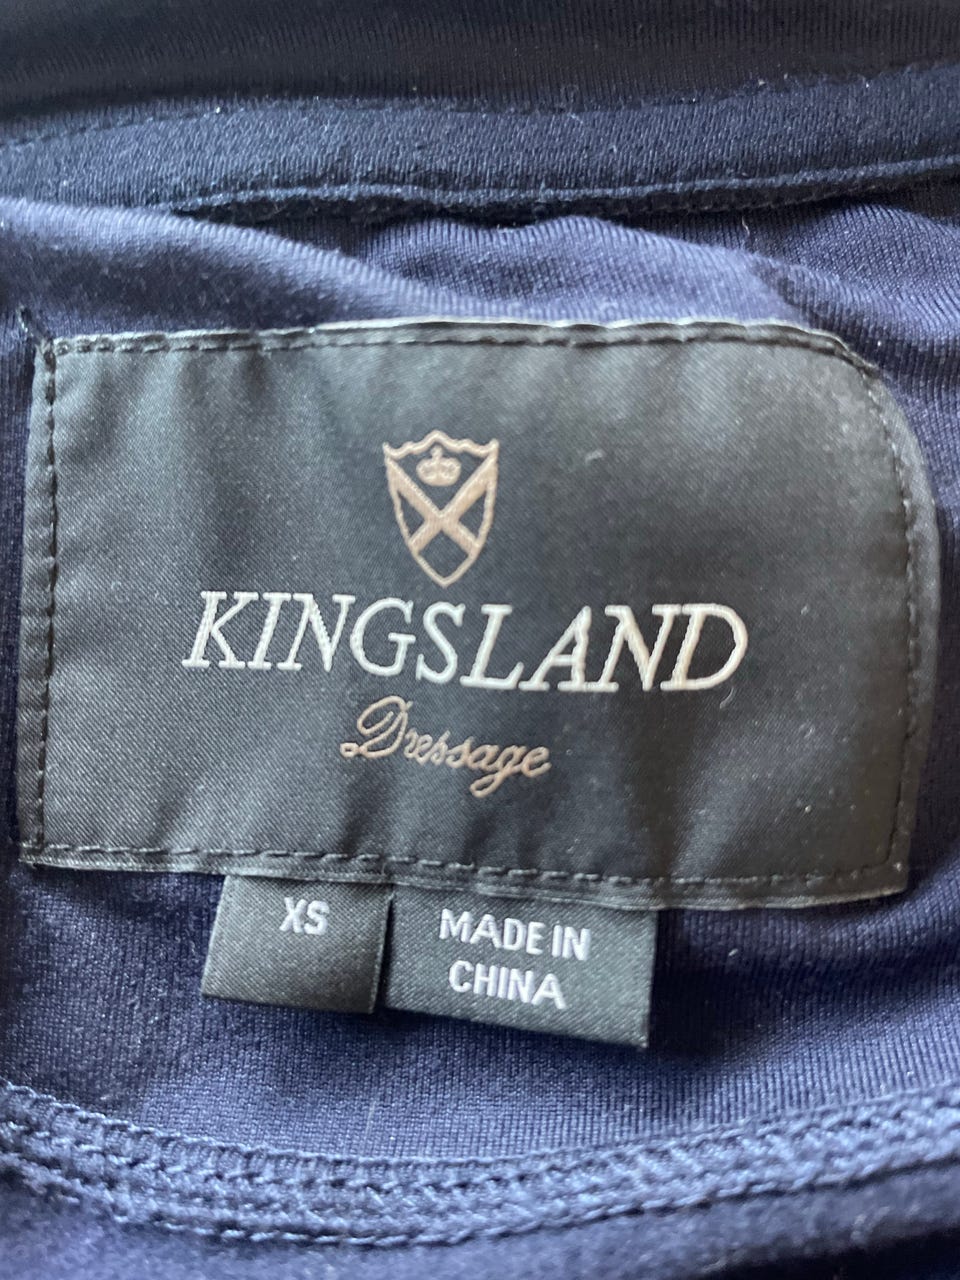 KINGSLAND
Dressage
XS
MADE IN
CHINA